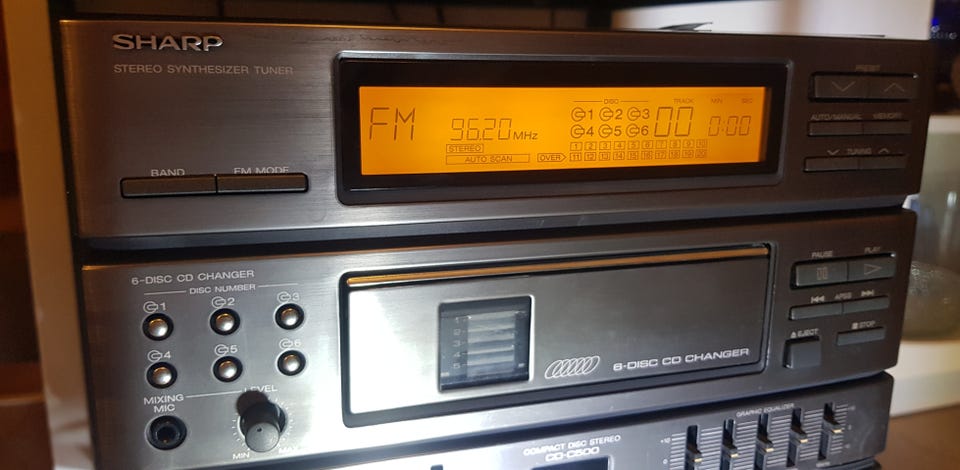 SHARP
STEREO SYNTHESIZER TUNER
BAND
FM MODE
FM
96.20 MHz
STEREO
AUTO SCAN
OVER
DISC
TRACK
MIN
SEC
1 2 3
4 5 6
00
0:00
1 2 3 4 5 6 7 8 9 10
11 12 13 14 15 16 17 18 19 20
PRESET
AUTO/MANUAL
MEMORY
TUNING
6-DISC CD CHANGER
DISC NUMBER
1 2 3
4 5 6
MIXING
MIC
LEVEL
MIN
MAX
6-DISC CD CHANGER
PAUSE
PLAY
APSS
EJECT
STOP
COMPACT DISC STEREO
CD-C500
GRAPHIC EQUALIZER
+10
0